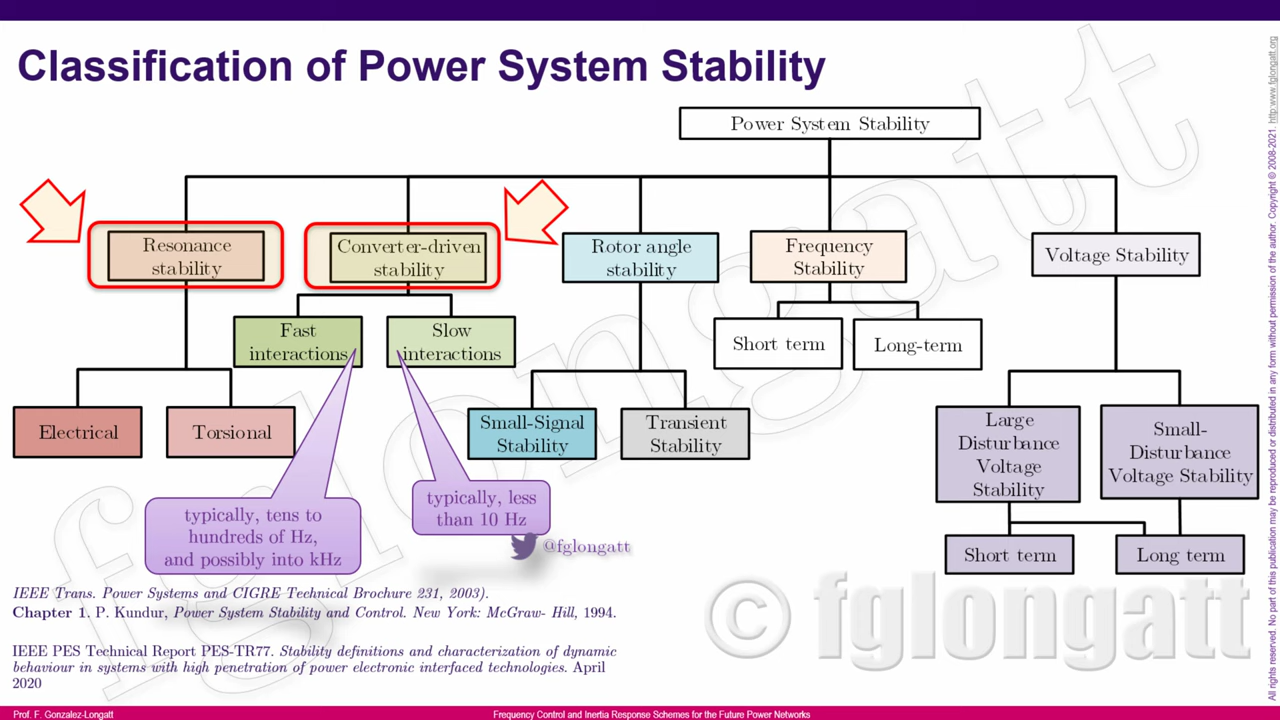 Classification of Power System Stability
Power System Stability
Resonance
stability
Converter-driven
stability
Rotor angle
stability
Frequency
Stability
Voltage Stability
Fast
interactions
Slow
interactions
Short term
Long-term
Electrical
Torsional
Small-Signal
Stability
Transient
Stability
Large
Disturbance
Voltage
Stability
Small-
Disturbance
Voltage Stability
Short term
Long term
typically, tens to
hundreds of Hz,
and possibly into kHz
typically, less
than 10 Hz
@fglongatt
IEEE Trans. Power Systems and CIGRE Technical Brochure 231, 2003).
Chapter 1. P. Kundur, Power System Stability and Control. New York: McGraw- Hill, 1994.
IEEE PES Technical Report PES-TR77. Stability definitions and characterization of dynamic
behaviour in systems with high penetration of power electronic interfaced technologies. April
2020
fglongatt
© fglongatt
All rights reserved. No part of this publication may be reproduced or distributed in any form without permission of the author. Copyright © 2008-2021. http:www.fglongatt.org
Prof. F. Gonzalez-Longatt
Frequency Control and Inertia Response Schemes for the Future Power Networks